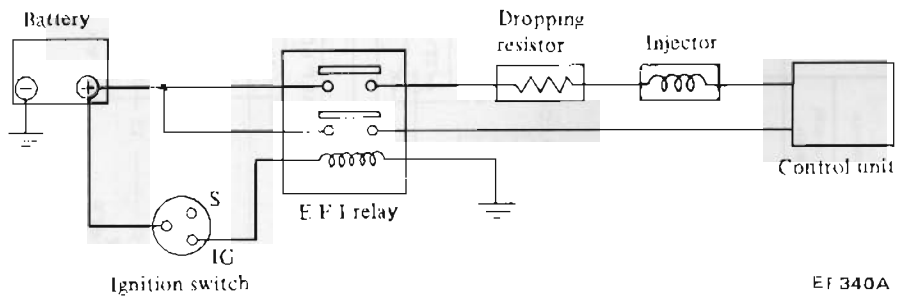 Battery
Dropping
resistor
Injector
Control unit
S
IG
E F I relay
Ignition switch
EF 340A